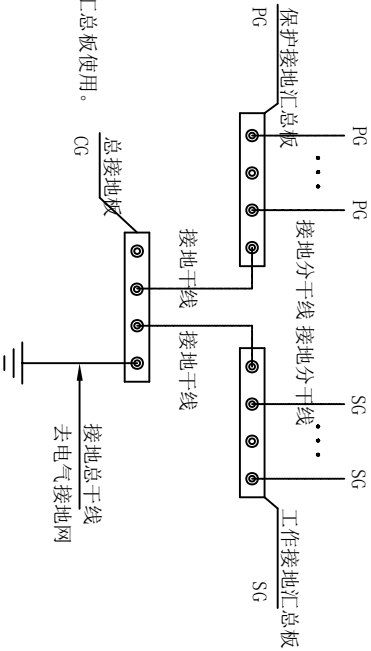 PG
PG
SG
SG
保护接地汇总板
PG
接地分干线
接地分干线
工作接地汇总板
SG
接地干线
接地干线
总接地板
CG
接地总干线
去电气接地网
汇总板使用。